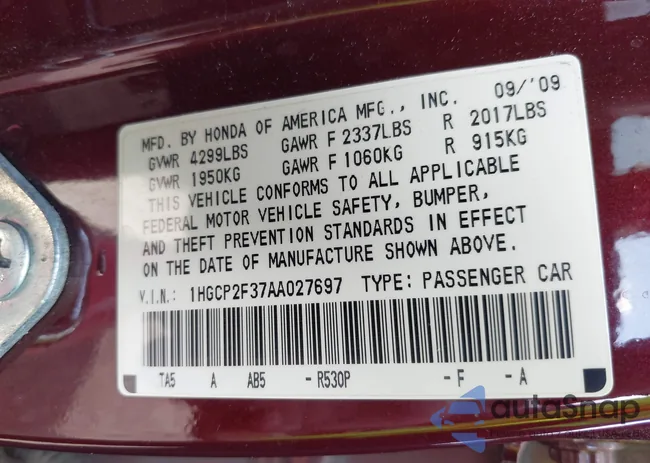 MFD. BY HONDA OF AMERICA MFG., INC. 09/'09
GVWR 4299LBS GAWR F 2337LBS R 2017LBS
GVWR 1950KG GAWR F 1060KG R 915KG
THIS VEHICLE CONFORMS TO ALL APPLICABLE
FEDERAL MOTOR VEHICLE SAFETY, BUMPER,
AND THEFT PREVENTION STANDARDS IN EFFECT
ON THE DATE OF MANUFACTURE SHOWN ABOVE.
V.I.N.: 1HGCP2F37AA027697 TYPE: PASSENGER CAR
TA5 A AB5 -R530P -F -A
autoSnap